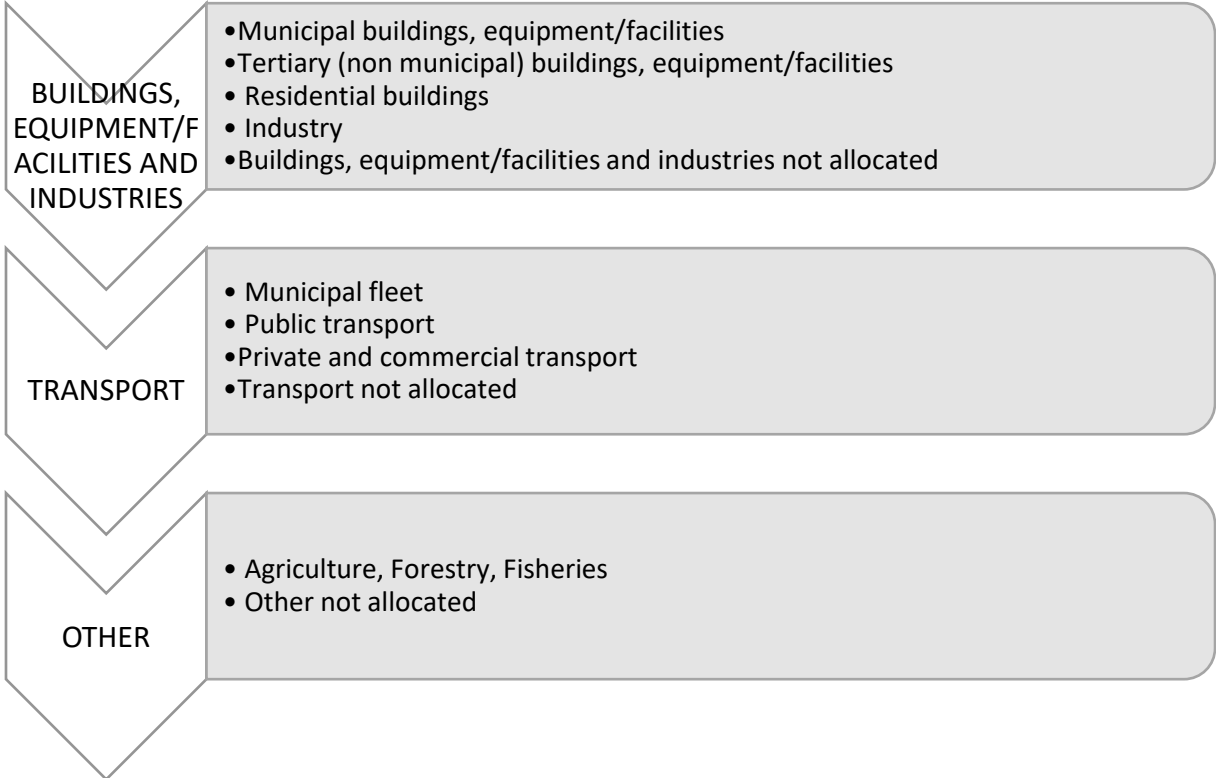 BUILDINGS,
EQUIPMENT/F
ACILITIES AND
INDUSTRIES
•Municipal buildings, equipment/facilities
•Tertiary (non municipal) buildings, equipment/facilities
• Residential buildings
• Industry
•Buildings, equipment/facilities and industries not allocated
TRANSPORT
• Municipal fleet
• Public transport
•Private and commercial transport
•Transport not allocated
OTHER
• Agriculture, Forestry, Fisheries
• Other not allocated